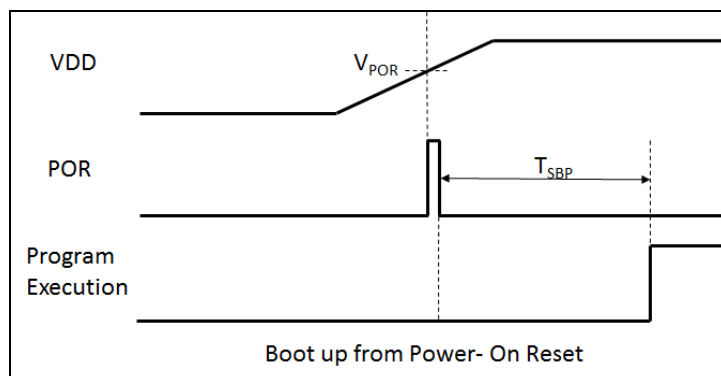 VDD
VPOR
POR
TSBP
Program
Execution
Boot up from Power- On Reset